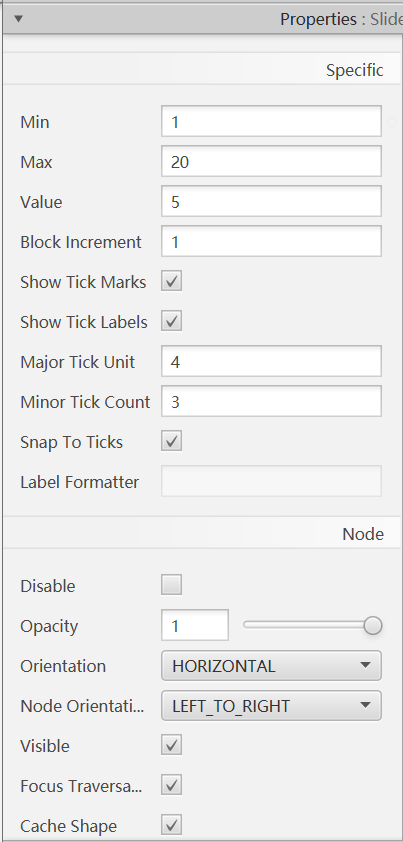 Properties : Slide
Specific
Min 1
Max 20
Value 5
Block Increment 1
Show Tick Marks
Show Tick Labels
Major Tick Unit 4
Minor Tick Count 3
Snap To Ticks
Label Formatter
Node
Disable
Opacity 1
Orientation HORIZONTAL
Node Orientati... LEFT_TO_RIGHT
Visible
Focus Traversa...
Cache Shape